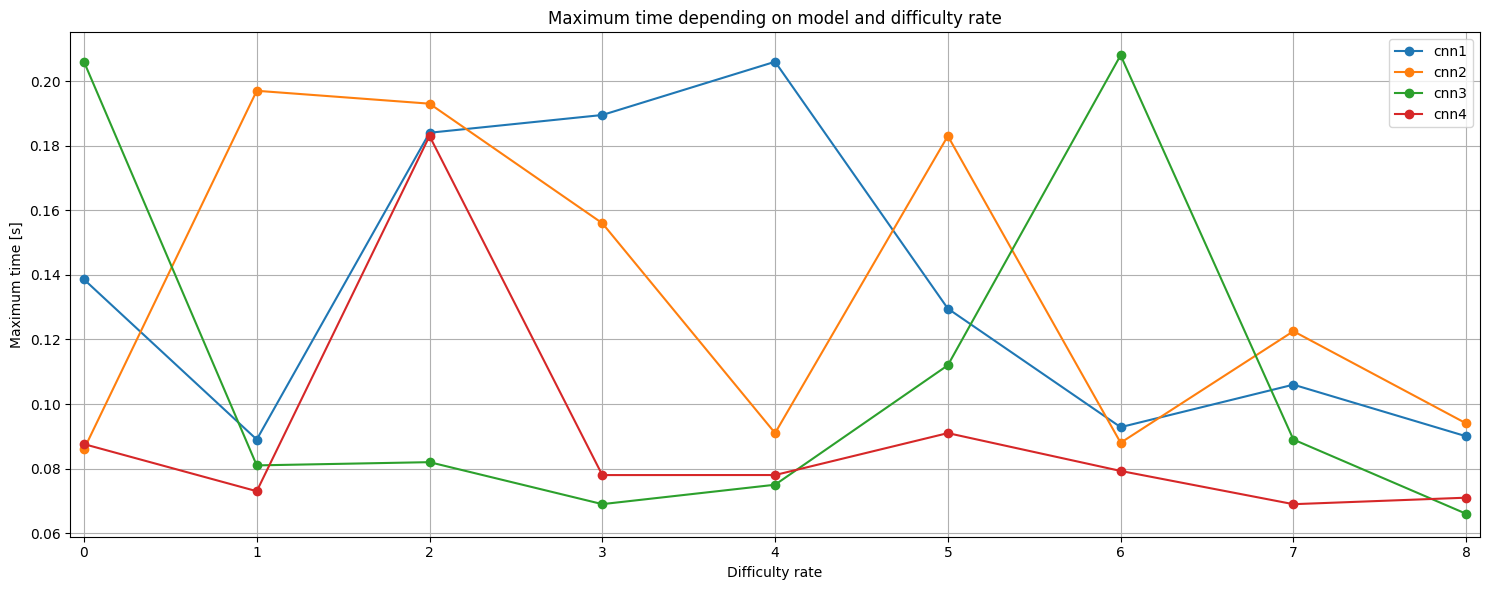 Maximum time depending on model and difficulty rate
cnn1
cnn2
cnn3
cnn4
Maximum time [s]
0.20
0.18
0.16
0.14
0.12
0.10
0.08
0.06
0 1 2 3 4 5 6 7 8
Difficulty rate